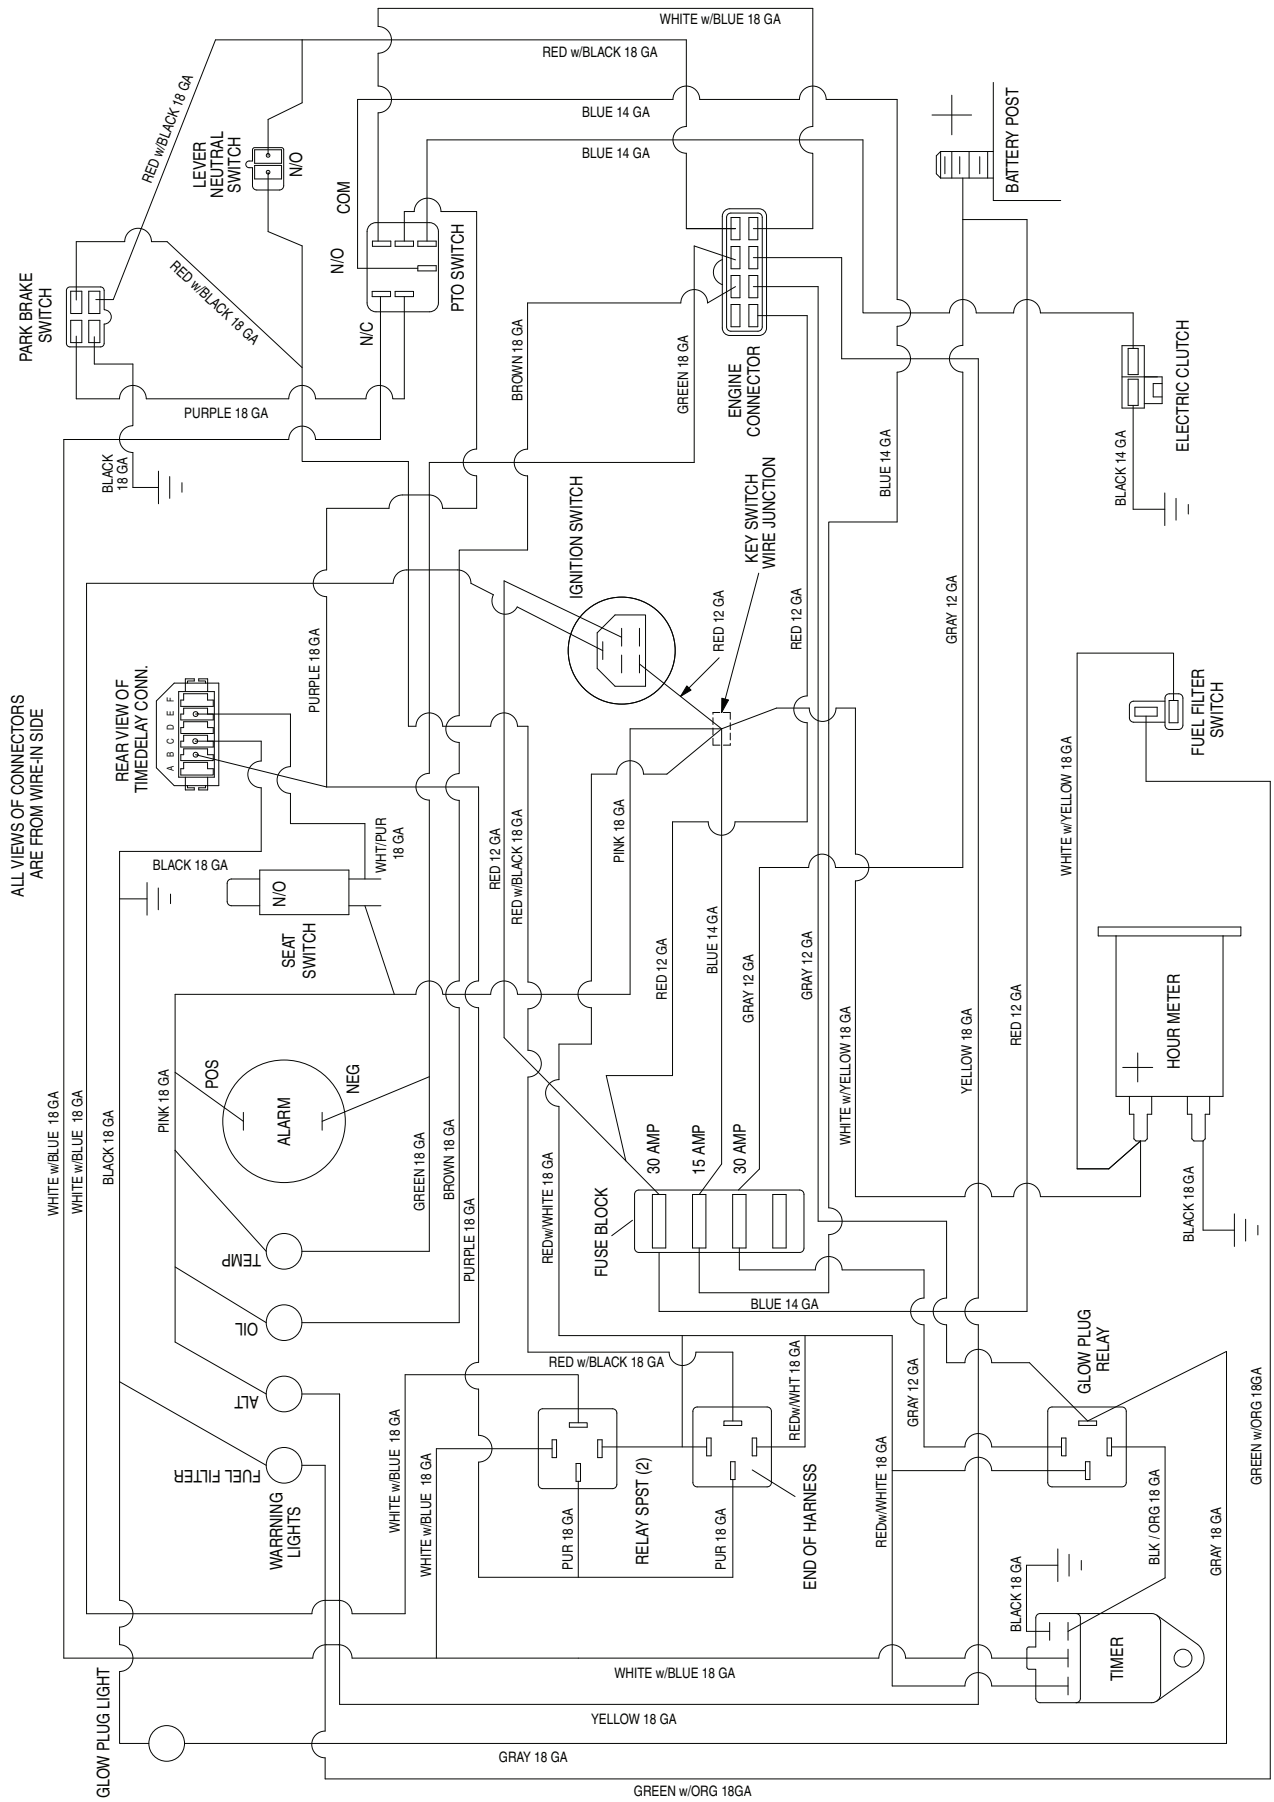 WHITE w/BLUE 18 GA
RED w/BLACK 18 GA
RED w/BLACK 18 GA
BLUE 14 GA
BLUE 14 GA
LEVER
NEUTRAL
SWITCH
N/O
COM
N/O
N/C
PTO SWITCH
BATTERY POST
PARK BRAKE
SWITCH
RED w/BLACK 18 GA
PURPLE 18 GA
BLACK
18 GA
BROWN 18 GA
GREEN 18 GA
ENGINE
CONNECTOR
ELECTRIC CLUTCH
BLACK 14 GA
BLUE 14 GA
IGNITION SWITCH
KEY SWITCH
WIRE JUNCTION
RED 12 GA
RED 12 GA
GRAY 12 GA
ALL VIEWS OF CONNECTORS
ARE FROM WIRE-IN SIDE
REAR VIEW OF
TIMEDELAY CONN.
A B C D E F
PURPLE 18 GA
FUEL FILTER
SWITCH
WHITE w/YELLOW 18 GA
BLACK 18 GA
WHT/PUR
18 GA
N/O
SEAT
SWITCH
RED 12 GA
RED w/BLACK 18 GA
PINK 18 GA
RED 12 GA
BLUE 14 GA
GRAY 12 GA
GRAY 12 GA
WHITE w/YELLOW 18 GA
YELLOW 18 GA
RED 12 GA
HOUR METER
BLACK 18 GA
WHITE w/BLUE 18 GA
WHITE w/BLUE 18 GA
BLACK 18 GA
PINK 18 GA
POS
ALARM
NEG
GREEN 18 GA
BROWN 18 GA
PURPLE 18 GA
REDw/WHITE 18 GA
30 AMP
15 AMP
30 AMP
FUSE BLOCK
TEMP
OIL
ALT
FUEL FILTER
WARRNING
LIGHTS
BLUE 14 GA
RED w/BLACK 18 GA
REDw/WHT 18 GA
GRAY 12 GA
GLOW PLUG
RELAY
WHITE w/BLUE 18 GA
WHITE w/BLUE 18 GA
PUR 18 GA
RELAY SPST (2)
PUR 18 GA
END OF HARNESS
REDw/WHITE 18 GA
BLACK 18 GA
BLK / ORG 18 GA
GRAY 18 GA
GREEN w/ORG 18GA
TIMER
GLOW PLUG LIGHT
WHITE w/BLUE 18 GA
YELLOW 18 GA
GRAY 18 GA
GREEN w/ORG 18GA